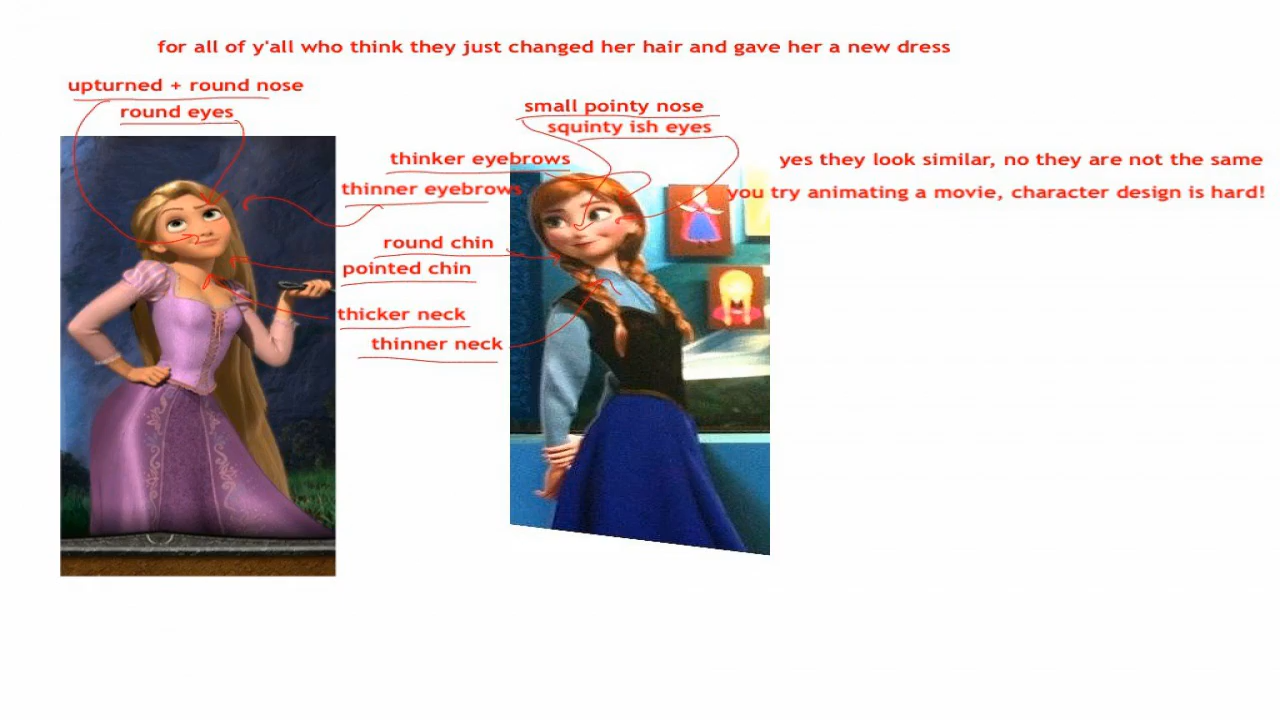 for all of y'all who think they just changed her hair and gave her a new dress
upturned + round nose
round eyes
small pointy nose
squinty ish eyes
thinker eyebrows
thinner eyebrows
round chin
pointed chin
thicker neck
thinner neck
yes they look similar, no they are not the same
you try animating a movie, character design is hard!